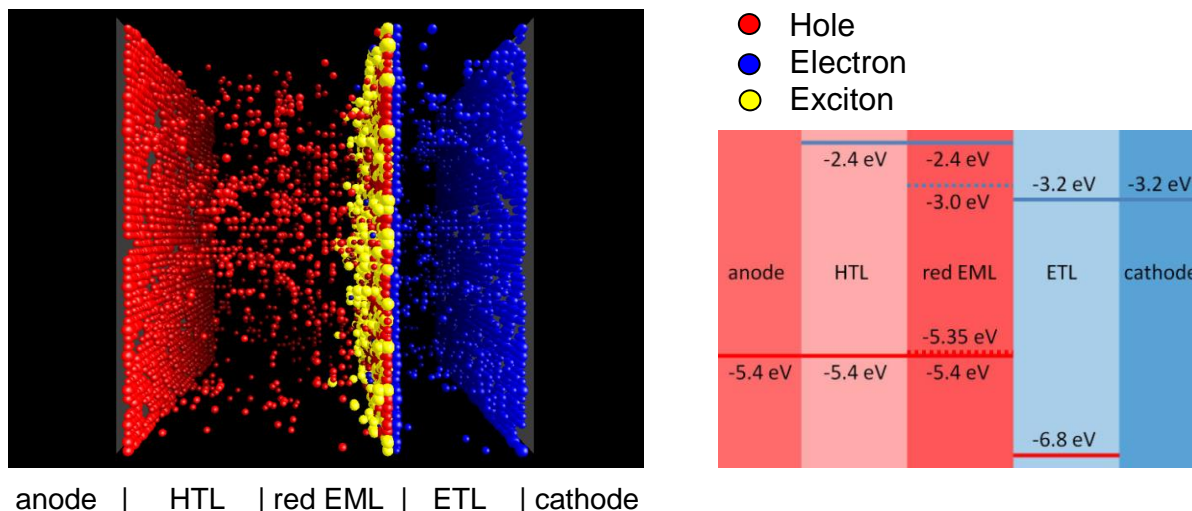 Hole
Electron
Exciton
-2.4 eV -2.4 eV
-3.2 eV -3.2 eV
-3.0 eV
anode HTL red EML ETL cathode
-5.35 eV
-5.4 eV -5.4 eV -5.4 eV
-6.8 eV
anode | HTL | red EML | ETL | cathode